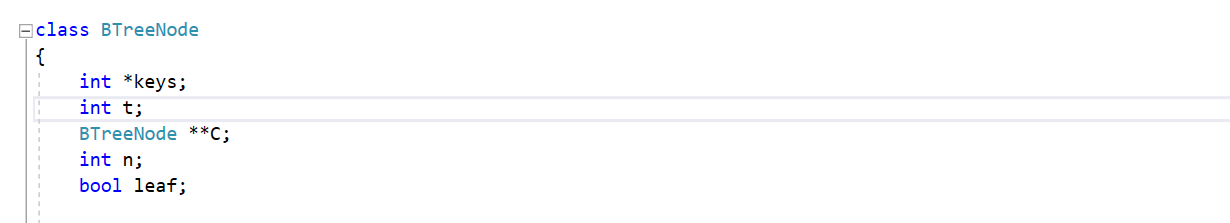 class BTreeNode
{
    int *keys;
    int t;
    BTreeNode **C;
    int n;
    bool leaf;